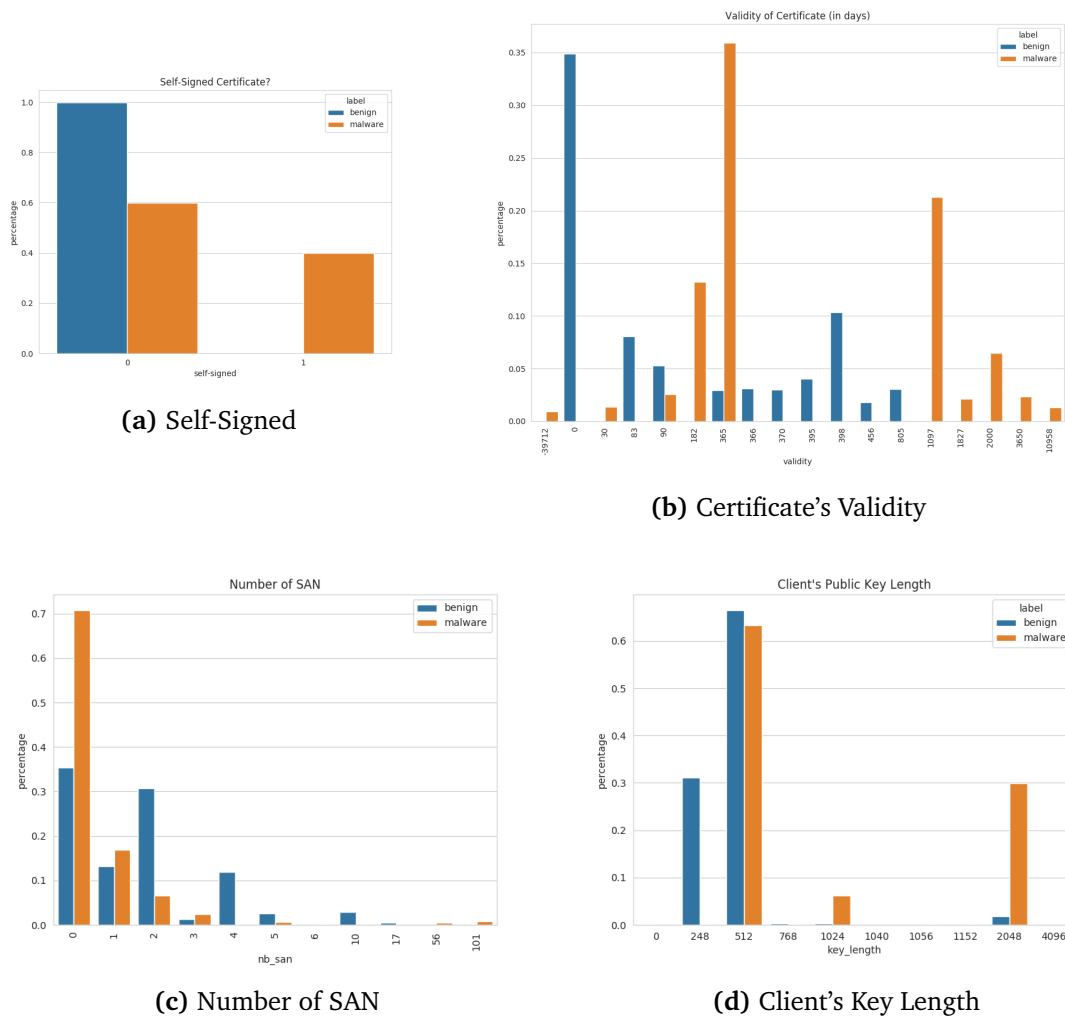 Self-Signed Certificate?
label
benign
malware
percentage
1.0
0.8
0.6
0.4
0.2
0.0
0 1
self-signed
(a) Self-Signed
Validity of Certificate (in days)
label
benign
malware
percentage
0.35
0.30
0.25
0.20
0.15
0.10
0.05
0.00
-39712 0 30 83 90 182 365 366 370 395 398 456 805 1097 1827 2000 3650 10958
validity
(b) Certificate's Validity
Number of SAN
benign
malware
percentage
0.7
0.6
0.5
0.4
0.3
0.2
0.1
0.0
0 1 2 3 4 5 6 10 17 56 101
nb_san
(c) Number of SAN
Client's Public Key Length
label
benign
malware
percentage
0.6
0.5
0.4
0.3
0.2
0.1
0.0
0 248 512 768 1024 1040 1056 1152 2048 4096
key_length
(d) Client's Key Length